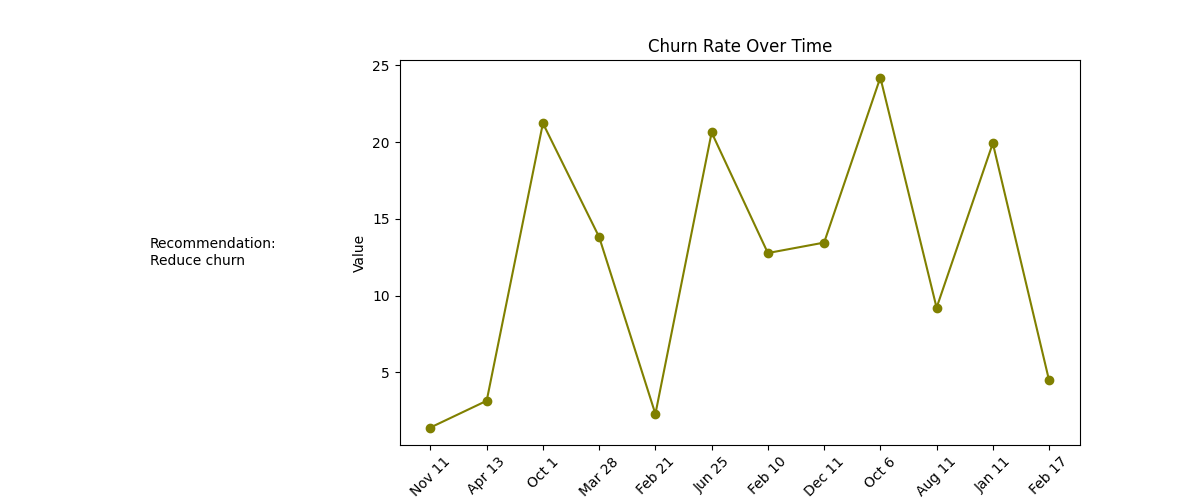 Churn Rate Over Time
Recommendation:
Reduce churn
Value
25
20
15
10
5
Nov 11
Apr 13
Oct 1
Mar 28
Feb 21
Jun 25
Feb 10
Dec 11
Oct 6
Aug 11
Jan 11
Feb 17